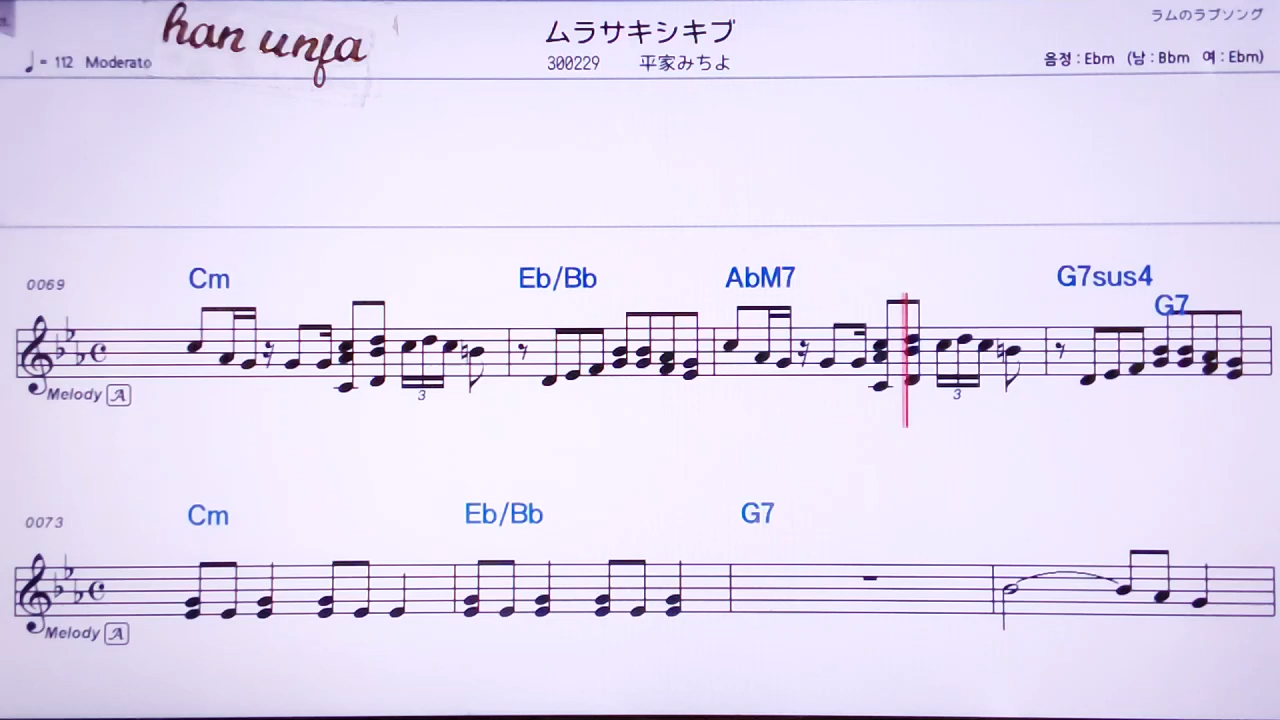 ムラサキシキブ
ラムのラブソング
han unja
♩= 112 Moderato
300229 平家みちよ
음정 : Ebm (남 : Bbm 여 : Ebm)
0069
Cm Eb/Bb AbM7 G7sus4 G7
3 3
Melody A
0073
Cm Eb/Bb G7
Melody A